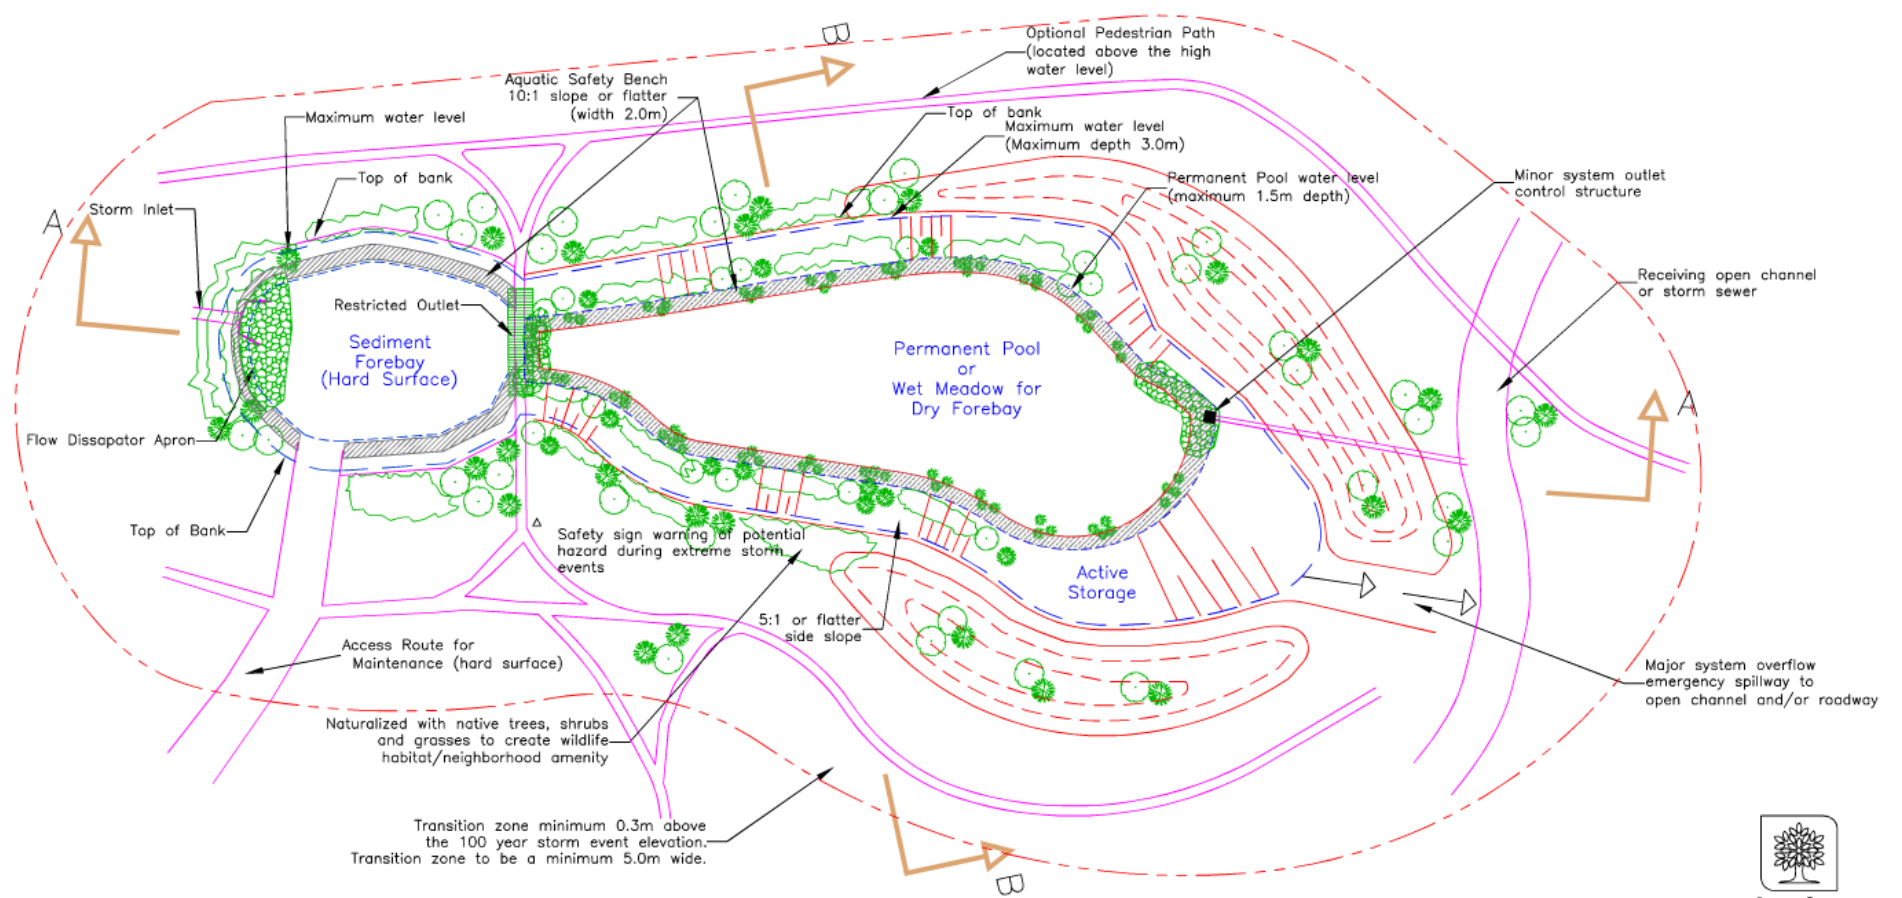 B
Optional Pedestrian Path
(located above the high
water level)
Aquatic Safety Bench
10:1 slope or flatter
(width 2.0m)
Maximum water level
Top of bank
Maximum water level
(Maximum depth 3.0m)
Minor system outlet
control structure
Top of bank
Permanent Pool water level
(maximum 1.5m depth)
Storm Inlet
A
Receiving open channel
or storm sewer
Restricted Outlet
Sediment
Forebay
(Hard Surface)
Permanent Pool
or
Wet Meadow for
Dry Forebay
A
Flow Dissapator Apron
Top of Bank
Safety sign warning of potential
hazard during extreme storm
events
Active
Storage
5:1 or flatter
side slope
Access Route for
Maintenance (hard surface)
Major system overflow
emergency spillway to
open channel and/or roadway
Naturalized with native trees, shrubs
and grasses to create wildlife
habitat/neighborhood amenity
Transition zone minimum 0.3m above
the 100 year storm event elevation.
Transition zone to be a minimum 5.0m wide.
B